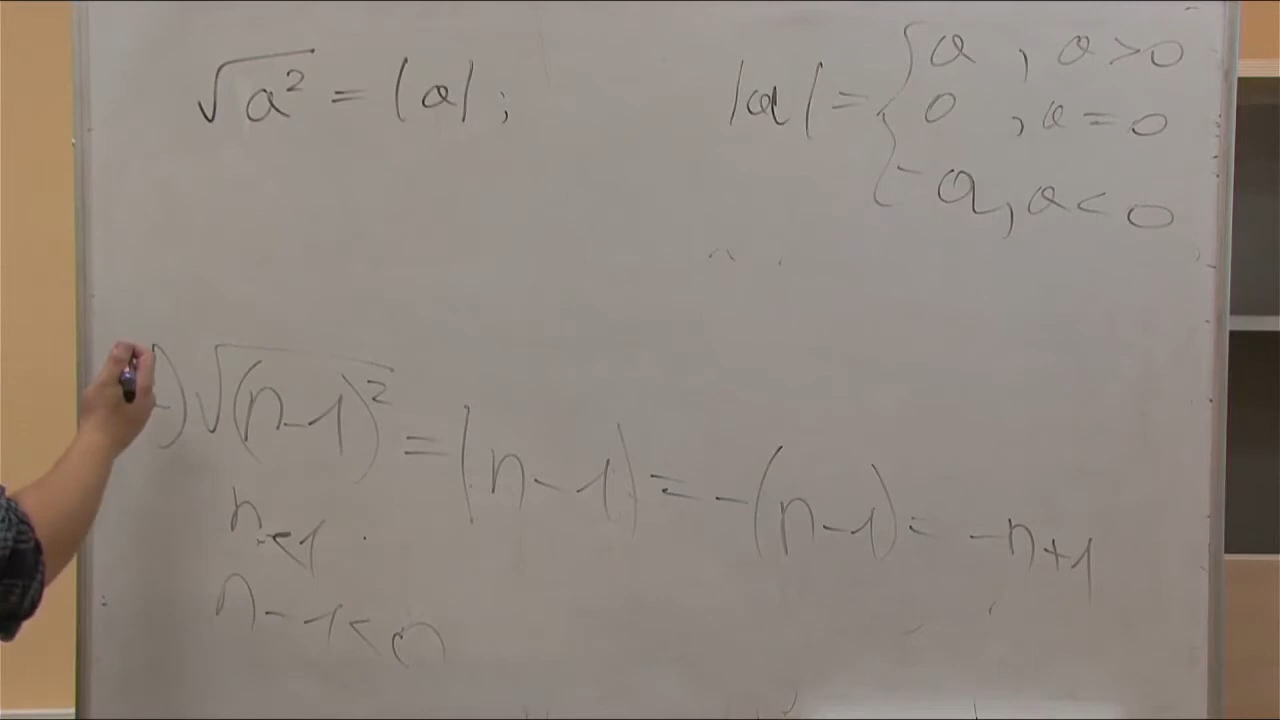 √a² = |a|;
|a| = { a , a > 0
0 , a = 0
-a, a < 0
) √(n-1)² = |n-1| = -(n-1) = -n+1
n<1
n-1<0